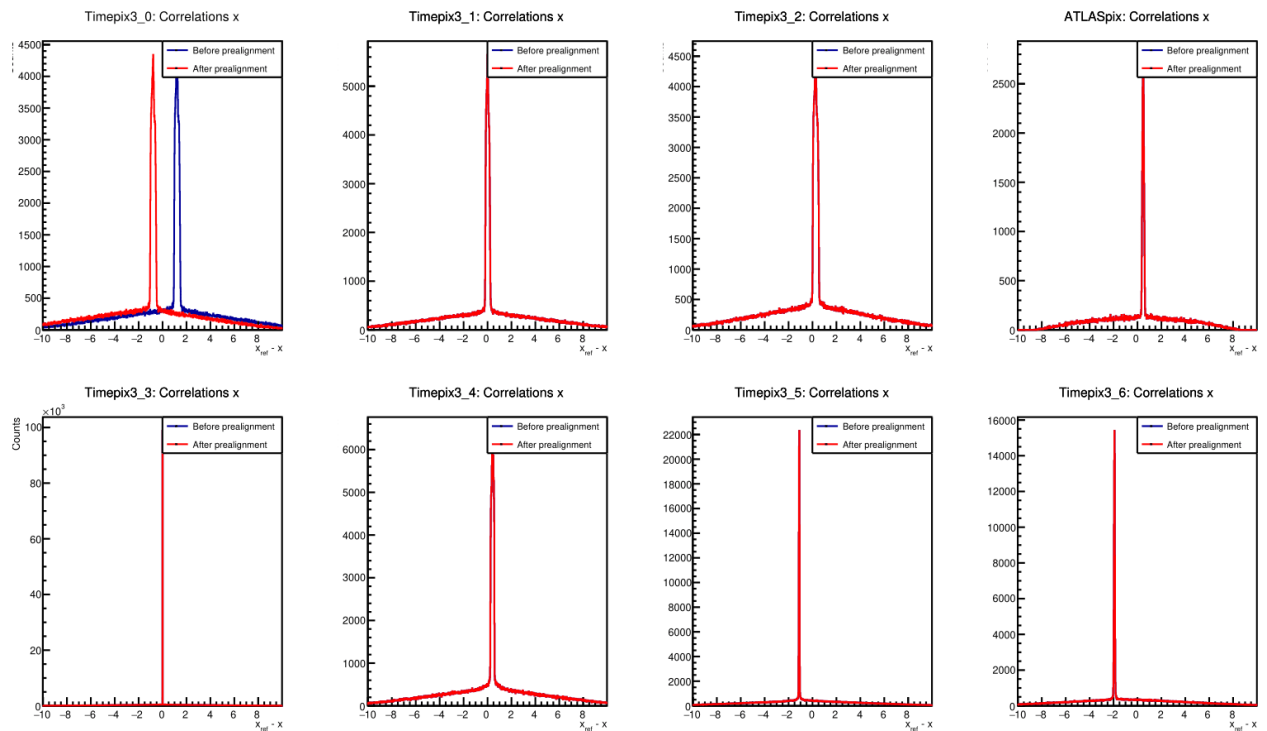 Timepix3_0: Correlations x
Timepix3_1: Correlations x
Timepix3_2: Correlations x
ATLASpix: Correlations x
Before prealignment
After prealignment
4500
4000
3500
3000
2500
2000
1500
1000
500
0
−10 −8 −6 −4 −2 0 2 4 6 8
x_ref - x
Before prealignment
After prealignment
5000
4000
3000
2000
1000
0
−10 −8 −6 −4 −2 0 2 4 6 8
x_ref - x
Before prealignment
After prealignment
4500
4000
3500
3000
2500
2000
1500
1000
500
0
−10 −8 −6 −4 −2 0 2 4 6 8
x_ref - x
Before prealignment
After prealignment
2500
2000
1500
1000
500
0
−10 −8 −6 −4 −2 0 2 4 6 8
x_ref - x
Timepix3_3: Correlations x
Timepix3_4: Correlations x
Timepix3_5: Correlations x
Timepix3_6: Correlations x
×10³
Counts
Before prealignment
After prealignment
100
80
60
40
20
0
−10 −8 −6 −4 −2 0 2 4 6 8
x_ref - x
Before prealignment
After prealignment
6000
5000
4000
3000
2000
1000
0
−10 −8 −6 −4 −2 0 2 4 6 8
x_ref - x
Before prealignment
After prealignment
22000
20000
18000
16000
14000
12000
10000
8000
6000
4000
2000
0
−10 −8 −6 −4 −2 0 2 4 6 8
x_ref - x
Before prealignment
After prealignment
16000
14000
12000
10000
8000
6000
4000
2000
0
−10 −8 −6 −4 −2 0 2 4 6 8
x_ref - x